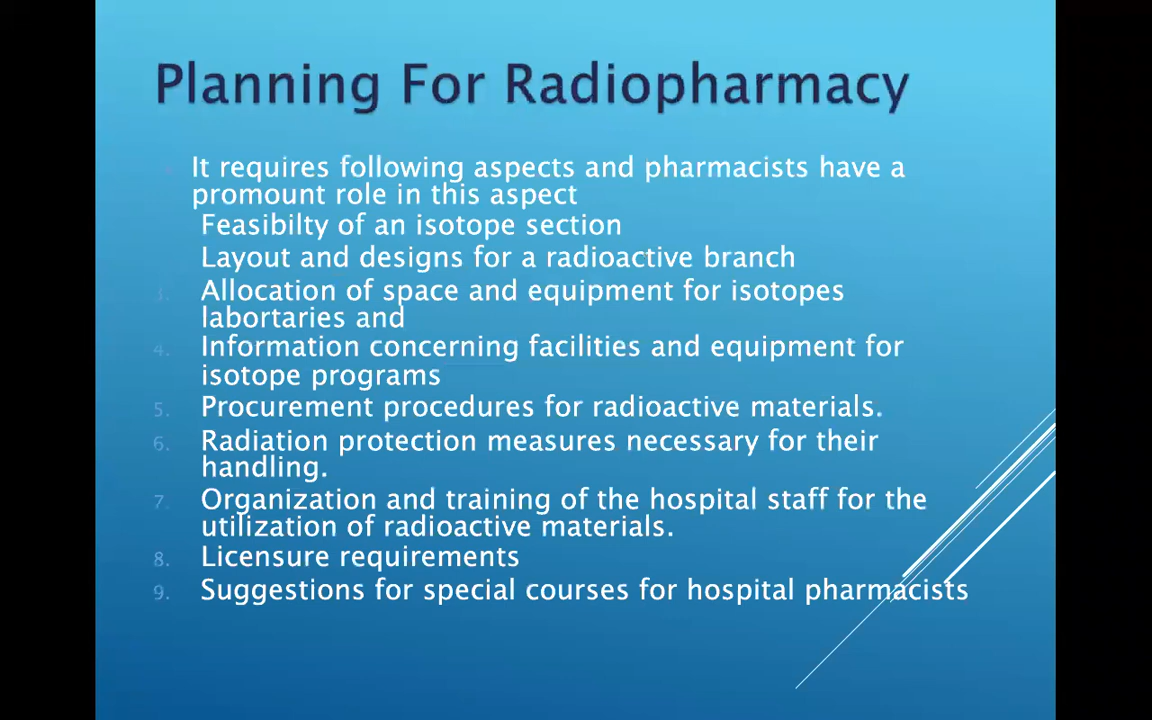 Planning For Radiopharmacy
It requires following aspects and pharmacists have a
promount role in this aspect
Feasibilty of an isotope section
Layout and designs for a radioactive branch
3. Allocation of space and equipment for isotopes
labortaries and
4. Information concerning facilities and equipment for
isotope programs
5. Procurement procedures for radioactive materials.
6. Radiation protection measures necessary for their
handling.
7. Organization and training of the hospital staff for the
utilization of radioactive materials.
8. Licensure requirements
9. Suggestions for special courses for hospital pharmacists